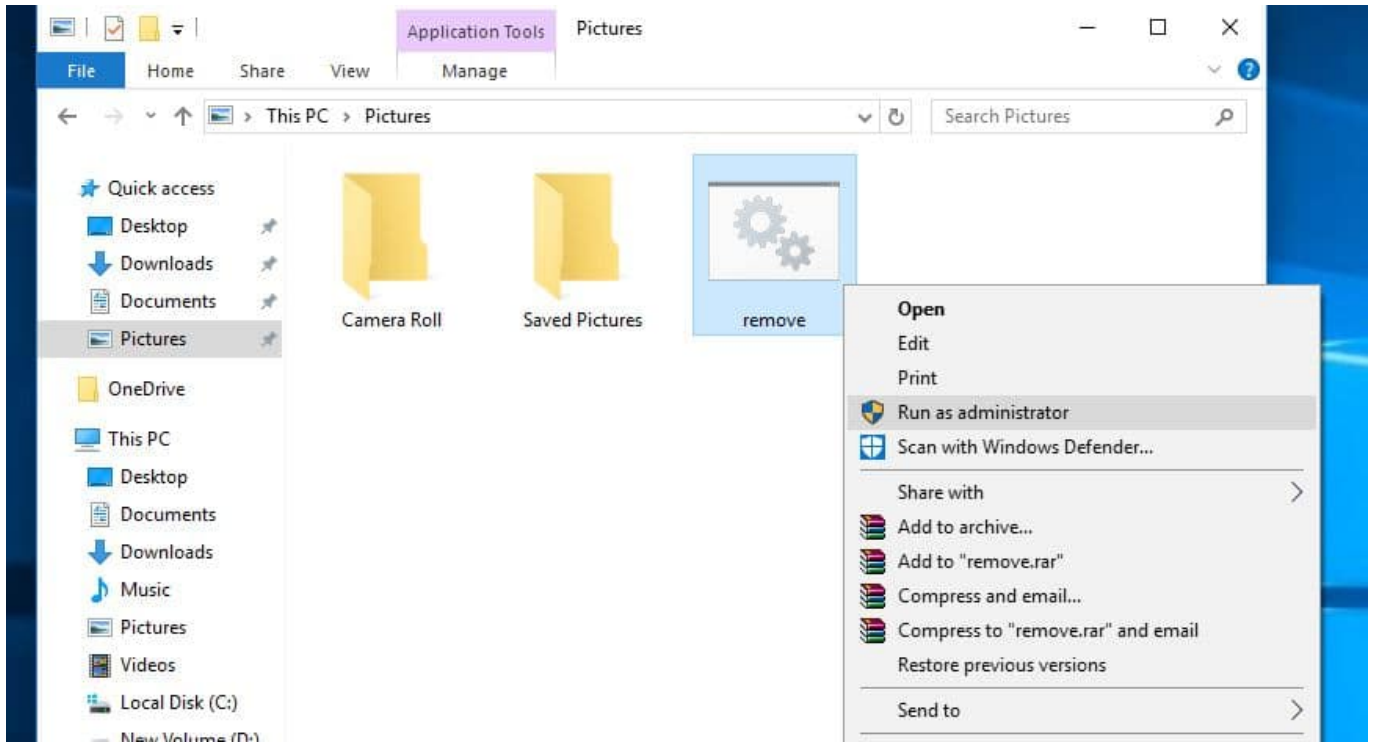 Application Tools
Pictures
File
Home
Share
View
Manage
This PC
Pictures
Search Pictures
Quick access
Desktop
Downloads
Documents
Pictures
OneDrive
This PC
Desktop
Documents
Downloads
Music
Pictures
Videos
Local Disk (C:)
New Volume (D:)
Camera Roll
Saved Pictures
remove
Open
Edit
Print
Run as administrator
Scan with Windows Defender...
Share with
Add to archive...
Add to "remove.rar"
Compress and email...
Compress to "remove.rar" and email
Restore previous versions
Send to